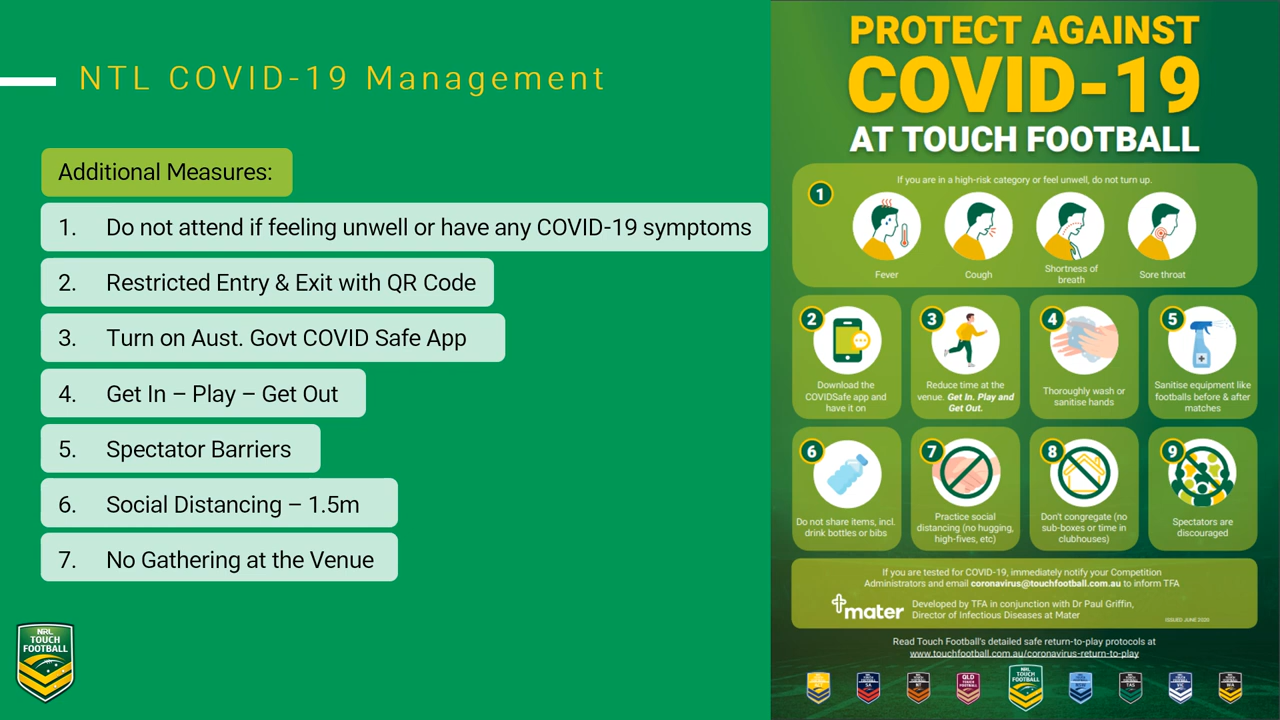 NTL COVID-19 Management
Additional Measures:
1. Do not attend if feeling unwell or have any COVID-19 symptoms
2. Restricted Entry & Exit with QR Code
3. Turn on Aust. Govt COVID Safe App
4. Get In – Play – Get Out
5. Spectator Barriers
6. Social Distancing – 1.5m
7. No Gathering at the Venue
NRL
TOUCH
FOOTBALL
PROTECT AGAINST
COVID-19
AT TOUCH FOOTBALL
If you are in a high-risk category or feel unwell, do not turn up.
1
Fever
Cough
Shortness of
breath
Sore throat
2
Download the
COVIDSafe app and
have it on
3
Reduce time at the
venue. Get In. Play and
Get Out.
4
Thoroughly wash or
sanitise hands
5
Sanitise equipment like
footballs before & after
matches
6
Do not share items, incl.
drink bottles or bibs
7
Practice social
distancing (no hugging,
high-fives, etc)
8
Don't congregate (no
sub-boxes or time in
clubhouses)
9
Spectators are
discouraged
If you are tested for COVID-19, immediately notify your Competition
Administrators and email coronavirus@touchfootball.com.au to inform TFA
mater
Developed by TFA in conjunction with Dr Paul Griffin,
Director of Infectious Diseases at Mater
ISSUED JUNE 2020
Read Touch Football's detailed safe return-to-play protocols at
www.touchfootball.com.au/coronavirus-return-to-play
SA
NT
QLD
NRL
TOUCH
FOOTBALL
TAS
VIC
WA